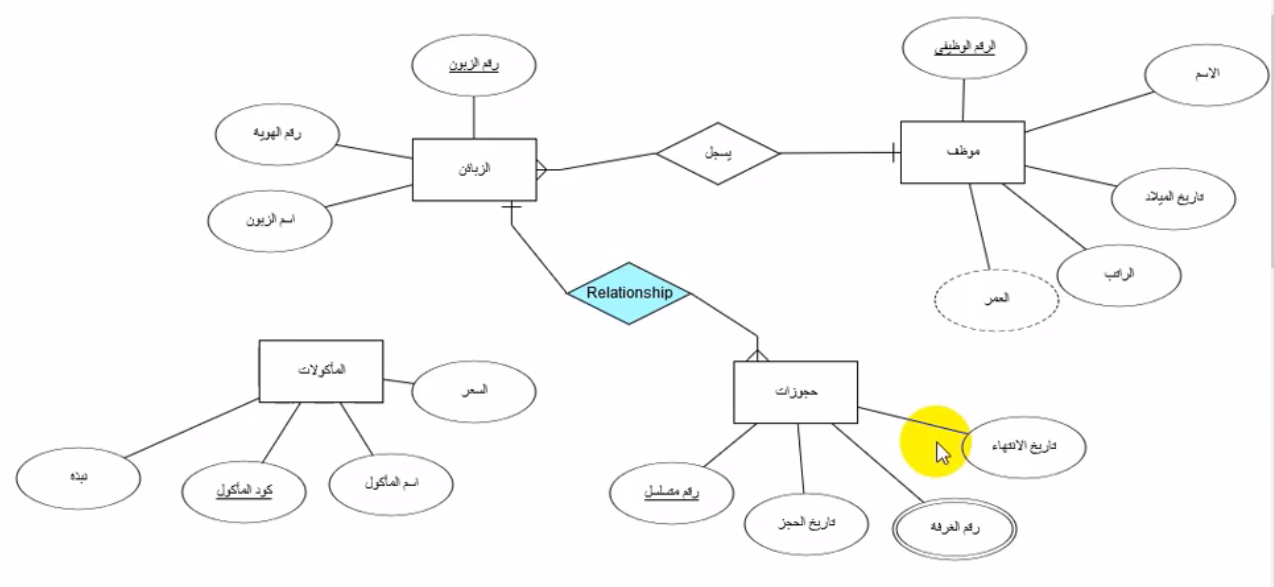 الرقم الوظيفي
رقم الزبون
الاسم
رقم الهوية
الزبائن
يسجل
موظف
اسم الزبون
تاريخ الميلاد
الراتب
العمر
Relationship
المأكولات
السعر
حجوزات
تاريخ الانتهاء
نبذه
كود المأكول
اسم المأكول
رقم متسلسل
تاريخ الحجز
رقم الغرفة